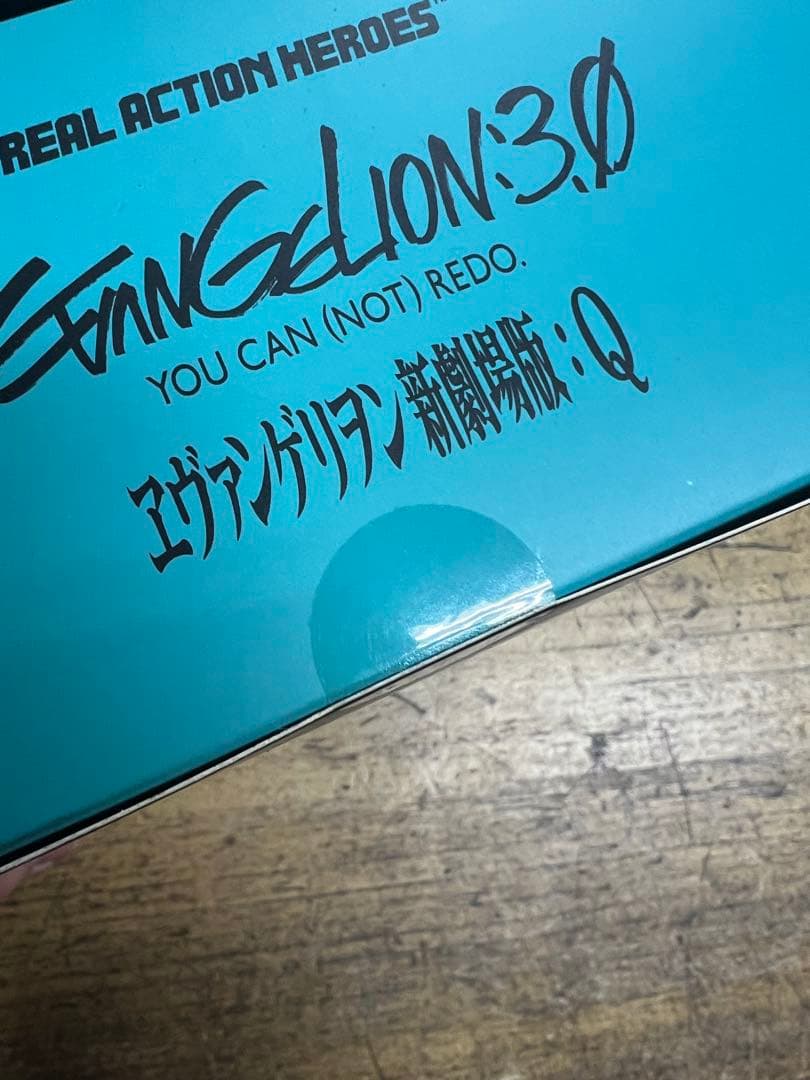 REAL ACTION HEROES™
EVANGELION:3.0
YOU CAN (NOT) REDO.
ヱヴァンゲリヲン新劇場版:Q